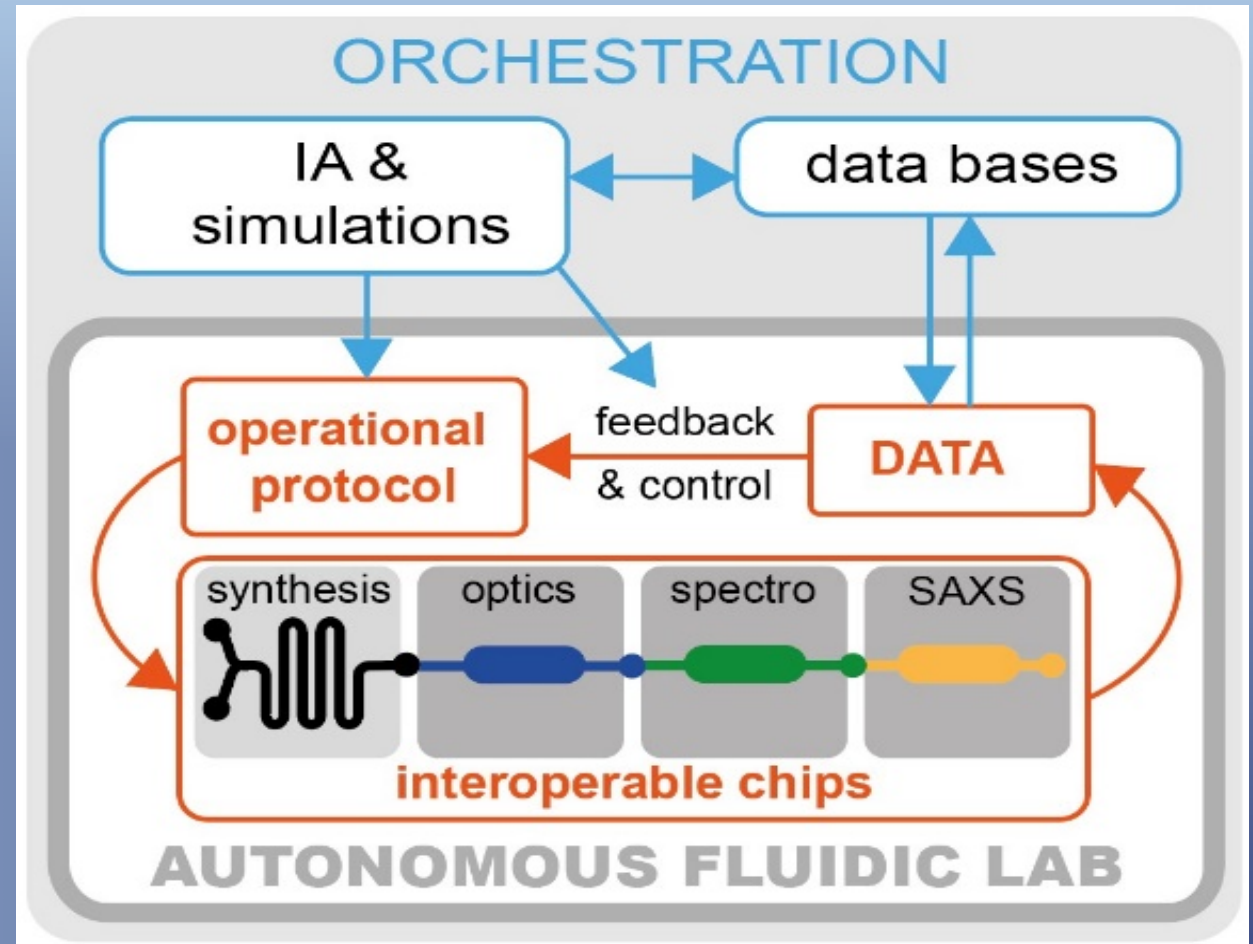 ORCHESTRATION
IA &
simulations
data bases
operational
protocol
feedback
& control
DATA
synthesis
optics
spectro
SAXS
interoperable chips
AUTONOMOUS FLUIDIC LAB